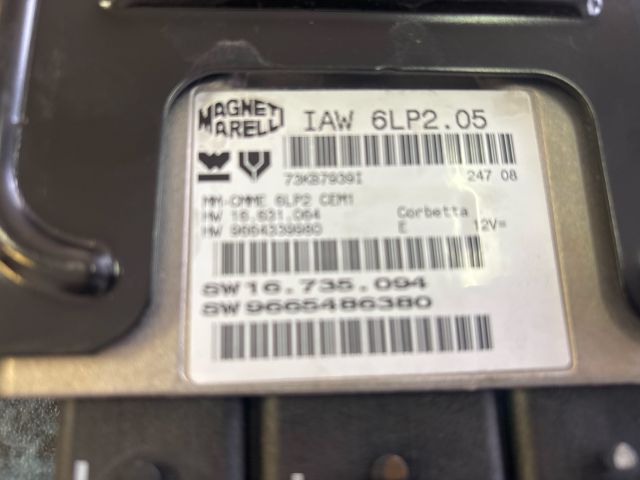 MAGNETI MARELLI
IAW 6LP2.05
73KB7939I 247 08
MM-CMME 6LP2 CEM1
HW 16.631.064 Corbetta
HW 9664339980 E 12V=
SW16.735.094
SW9665486380